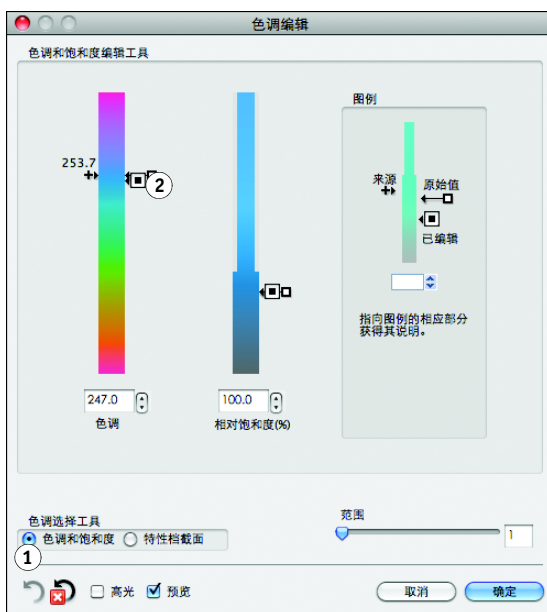 色调编辑
色调和饱和度编辑工具
图例
253.7
2
来源
原始值
已编辑
指向图例的相应部分
获得其说明。
247.0
100.0
色调
相对饱和度(%)
色调选择工具
范围
色调和饱和度
特性档截面
1
1
高光
预览
取消
确定